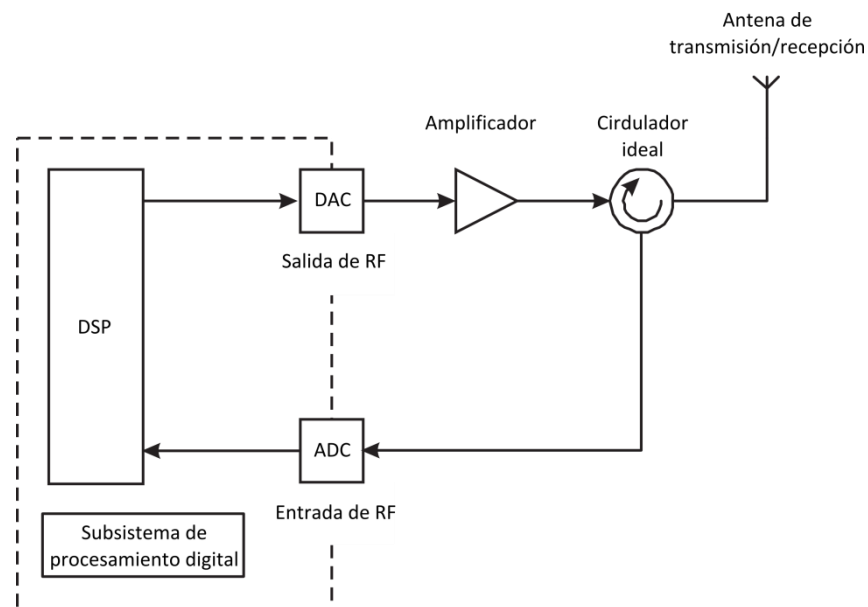 Antena de
transmisión/recepción
Amplificador
Cirdulador
ideal
DAC
Salida de RF
DSP
ADC
Entrada de RF
Subsistema de
procesamiento digital